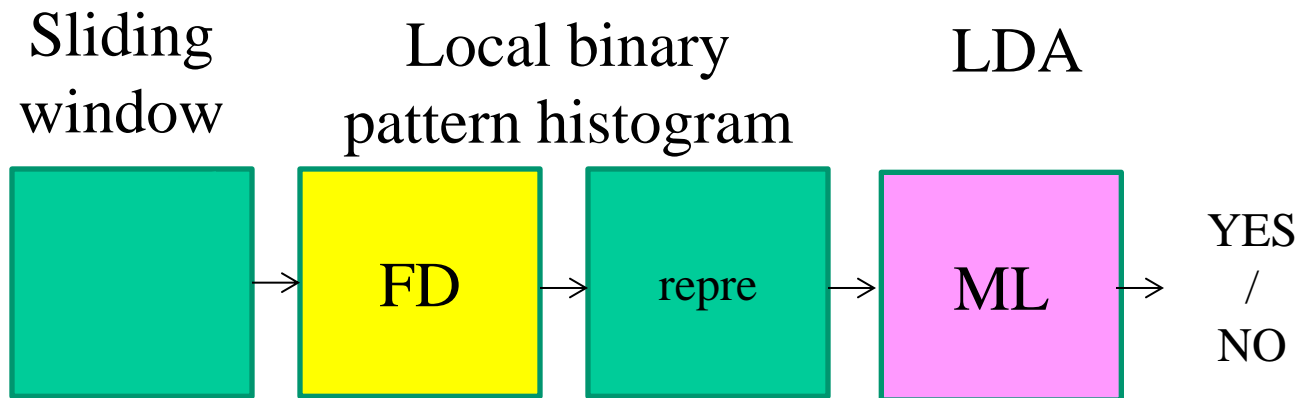 Sliding
window
Local binary
pattern histogram
LDA
FD
repre
ML
YES
/
NO